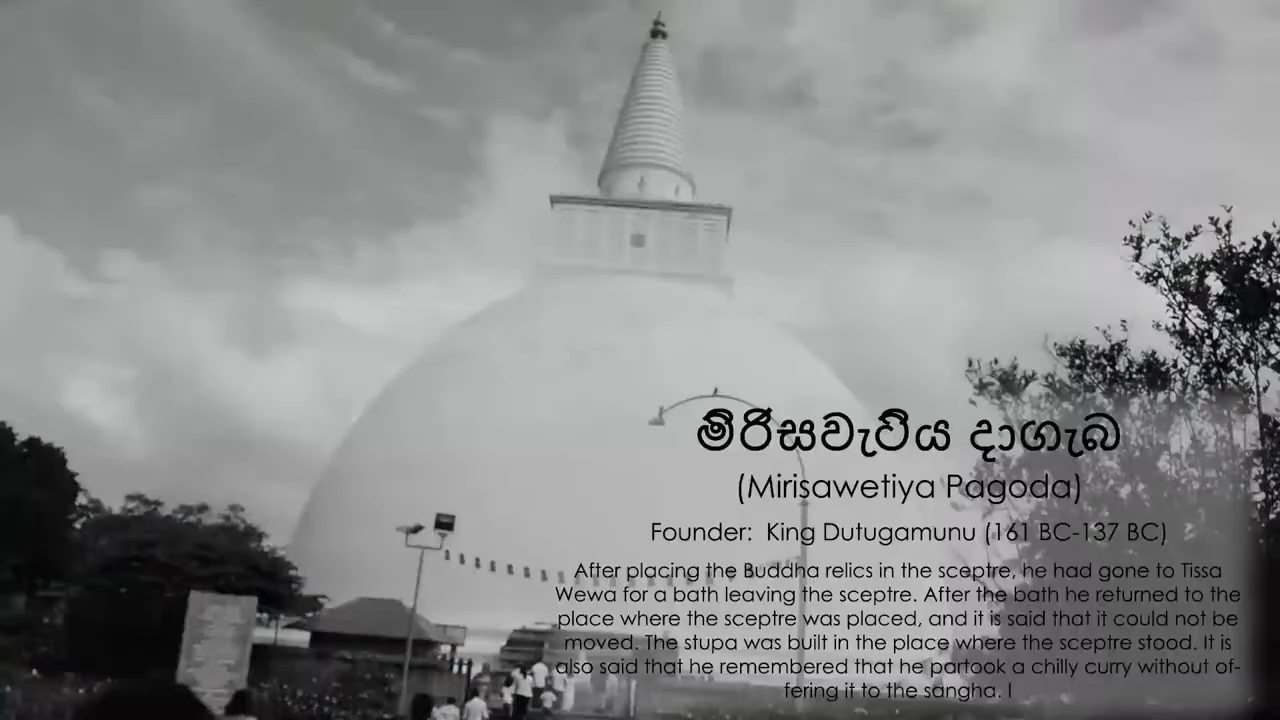 මිරිසවැටිය දාගැබ
(Mirisawetiya Pagoda)
Founder: King Dutugamunu (161 BC-137 BC)
After placing the Buddha relics in the sceptre, he had gone to Tissa
Wewa for a bath leaving the sceptre. After the bath he returned to the
place where the sceptre was placed, and it is said that it could not be
moved. The stupa was built in the place where the sceptre stood. It is
also said that he remembered that he partook a chilly curry without of-
fering it to the sangha. I